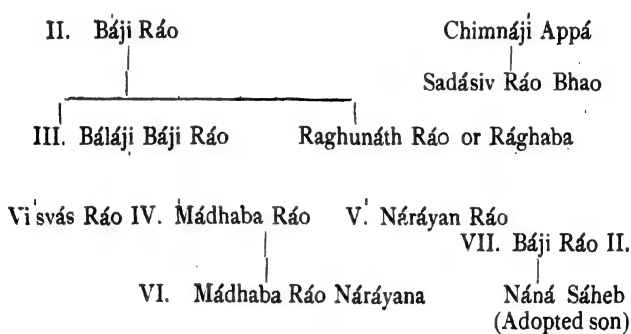 II. Báji Ráo Chimnáji Appá
Sadásiv Ráo Bhao
III. Báláji Báji Ráo Raghunáth Ráo or Rághaba
Visvás Ráo IV. Mádhaba Ráo V. Náráyan Ráo
VII. Báji Ráo II.
VI. Mádhaba Ráo Náráyana Náná Sáheb
(Adopted son)